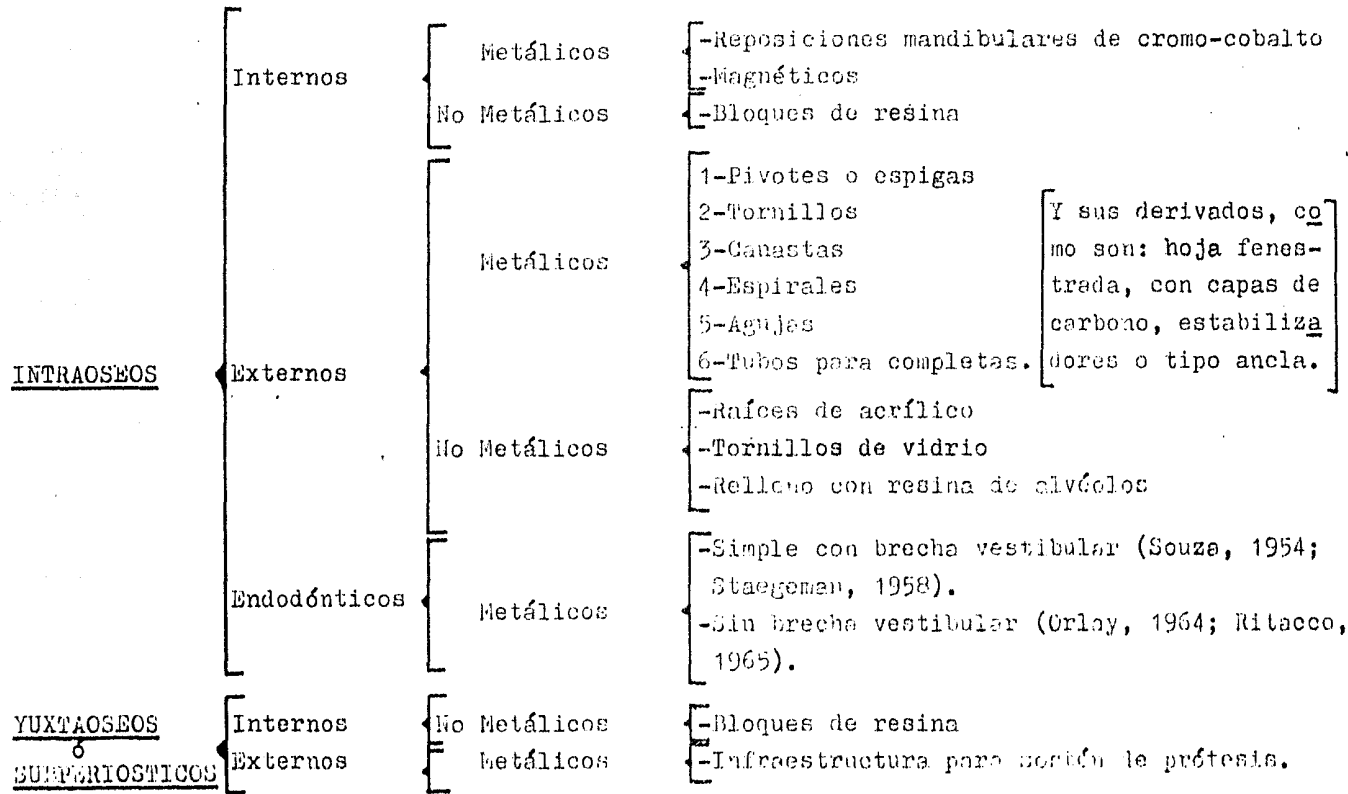 Metálicos -Reposiciones mandibulares de cromo-cobalto
Internos -Magnéticos
No Metálicos -Bloques de resina
1-Pivotes o espigas
2-Tornillos Y sus derivados, co
3-Canastas mo son: hoja fenes-
Metálicos 4-Espirales trada, con capas de
5-Agujas carbono, estabiliza
6-Tubos para completas. dores o tipo ancla.
INTRAOSEOS Externos
-Raíces de acrílico
No Metálicos -Tornillos de vidrio
-Relleno con resina de alvéolos
-Simple con brecha vestibular (Souza, 1954;
Staegeman, 1958).
Endodónticos Metálicos
-Sin brecha vestibular (Orlay, 1964; Ritacco,
1965).
YUXTAOSEOS Internos No Metálicos -Bloques de resina
ó
SUBPERIOSTICOS Externos Metálicos -Infraestructura para de prótesis.